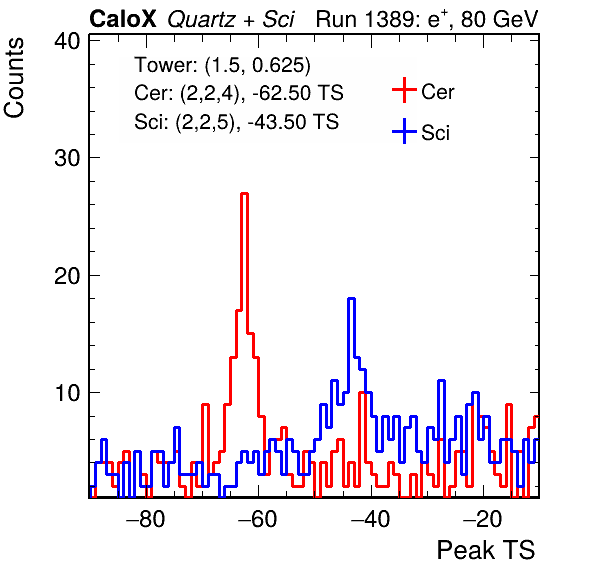 CaloX Quartz + Sci Run 1389: e+, 80 GeV
Counts
40
30
20
10
Tower: (1.5, 0.625)
Cer: (2,2,4), -62.50 TS
Sci: (2,2,5), -43.50 TS
Cer
Sci
−80 −60 −40 −20
Peak TS